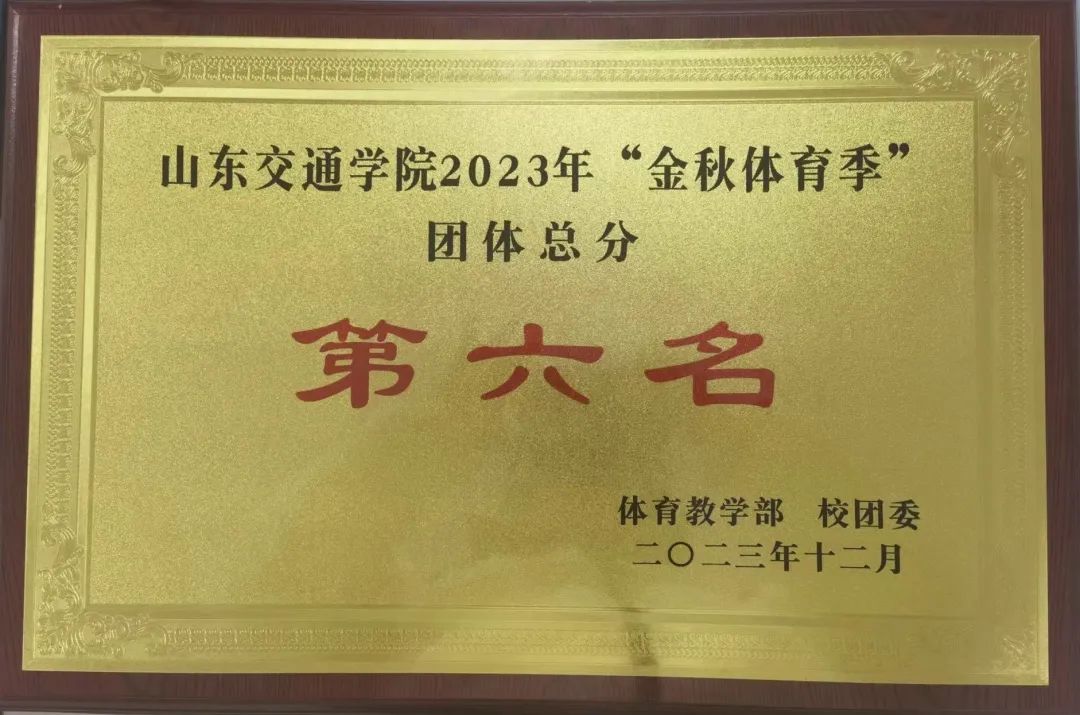 山东交通学院2023年“金秋体育季”
团体总分
第六名
体育教学部 校团委
二〇二三年十二月